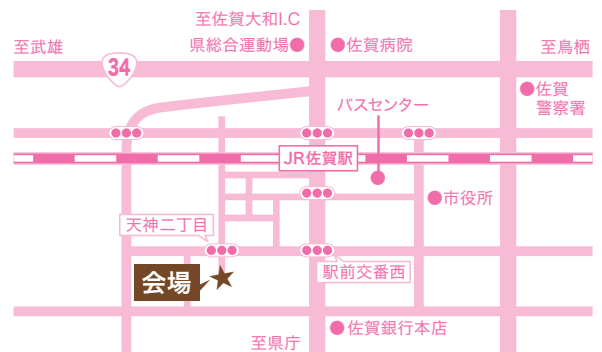 至佐賀大和I.C
県総合運動場
佐賀病院
至武雄
至鳥栖
34
佐賀
警察署
バスセンター
JR佐賀駅
市役所
天神二丁目
駅前交番西
会場
佐賀銀行本店
至県庁